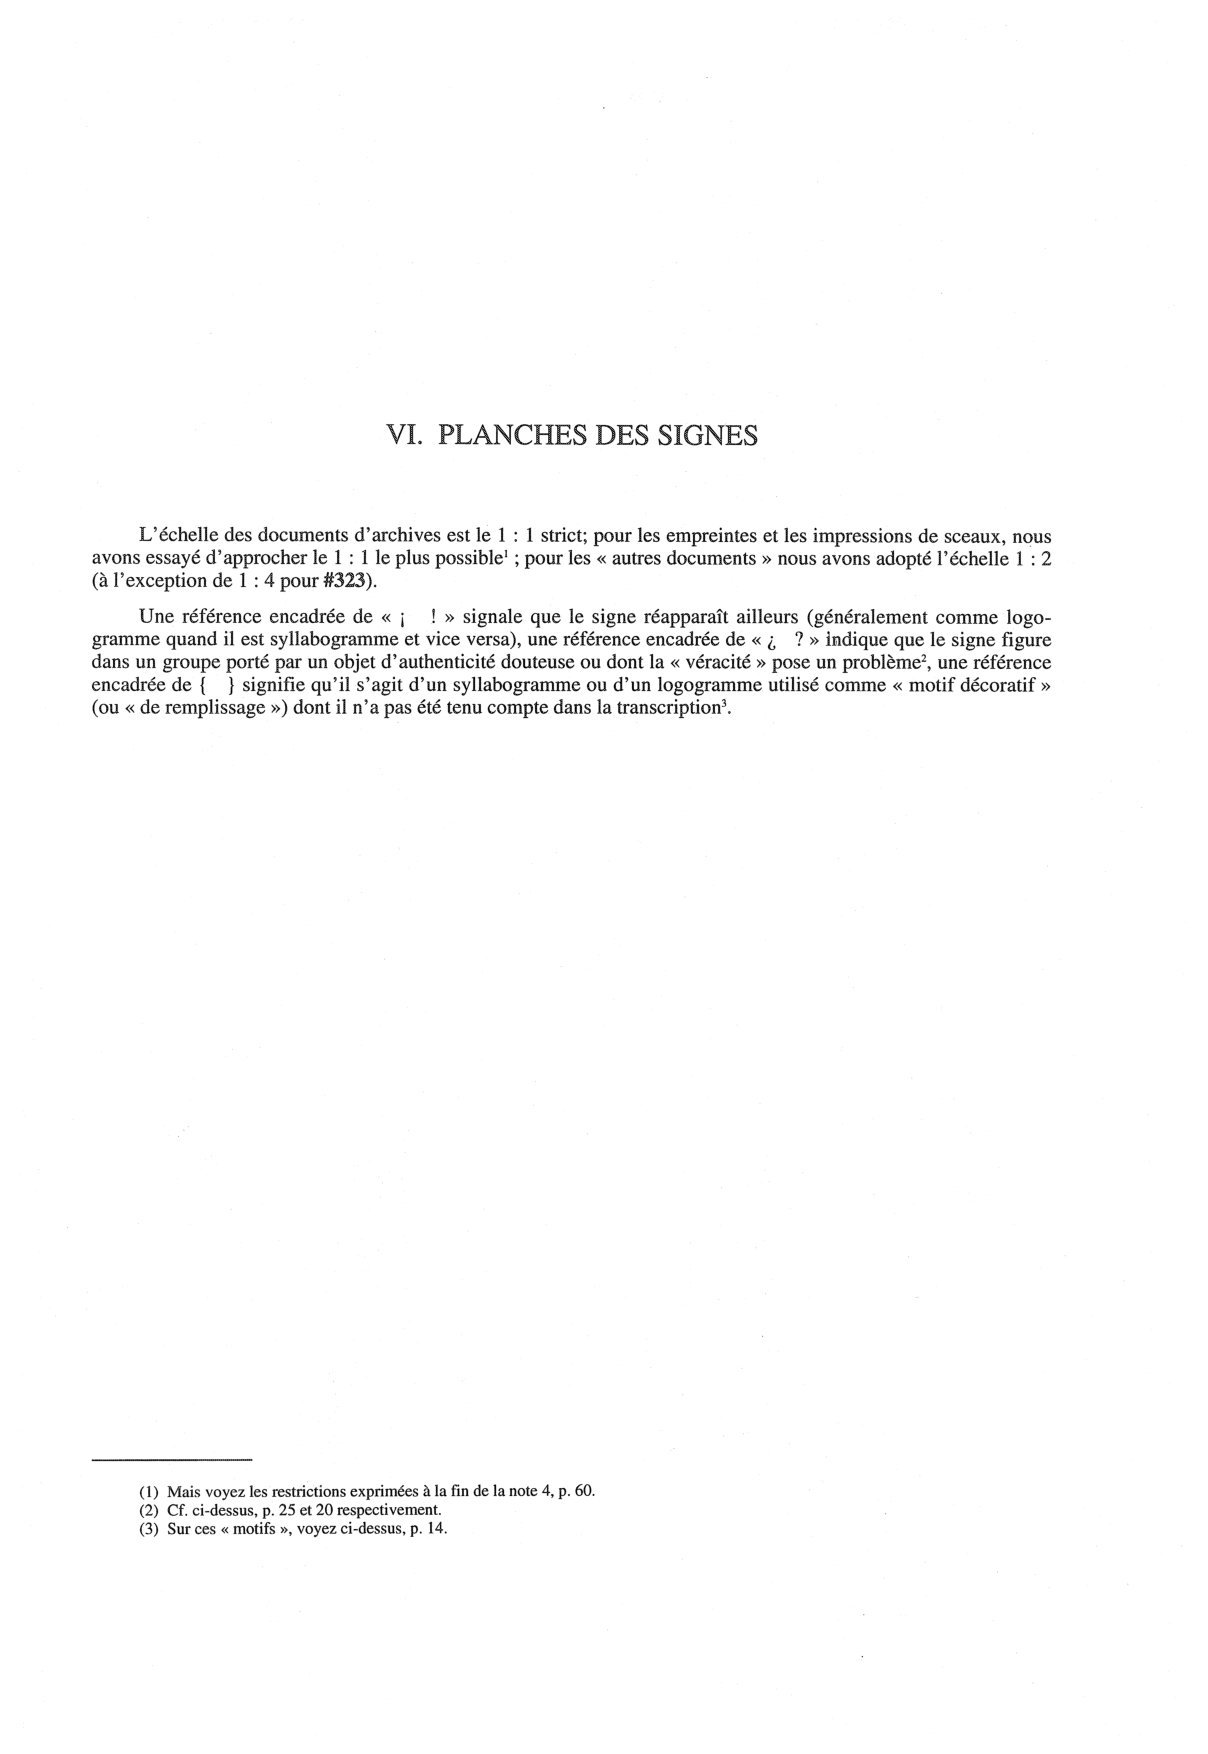 VI. PLANCHES DES SIGNES
L’échelle des documents d’archives est le 1 : 1 strict; pour les empreintes et les impressions de sceaux, nous
avons essayé d’approcher le 1 : 1 le plus possible¹ ; pour les « autres documents » nous avons adopté l’échelle 1 : 2
(à l’exception de 1 : 4 pour #323).
Une référence encadrée de « ¡ ! » signale que le signe réapparaît ailleurs (généralement comme logo-
gramme quand il est syllabogramme et vice versa), une référence encadrée de « ¿ ? » indique que le signe figure
dans un groupe porté par un objet d’authenticité douteuse ou dont la « véracité » pose un problème², une référence
encadrée de { } signifie qu’il s’agit d’un syllabogramme ou d’un logogramme utilisé comme « motif décoratif »
(ou « de remplissage ») dont il n’a pas été tenu compte dans la transcription³.
(1) Mais voyez les restrictions exprimées à la fin de la note 4, p. 60.
(2) Cf. ci-dessus, p. 25 et 20 respectivement.
(3) Sur ces « motifs », voyez ci-dessus, p. 14.